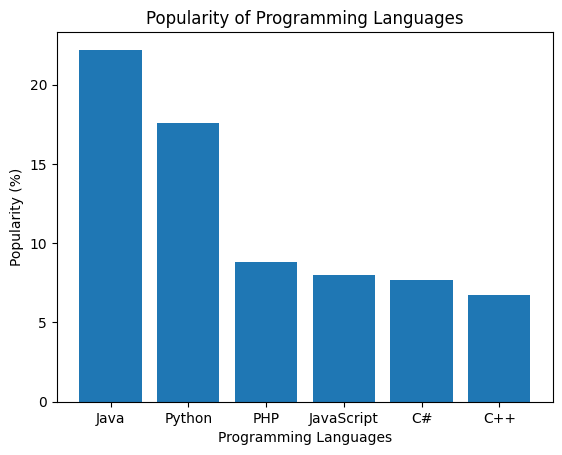 Popularity of Programming Languages
Popularity (%)
20
15
10
5
0
Java Python PHP JavaScript C# C++
Programming Languages